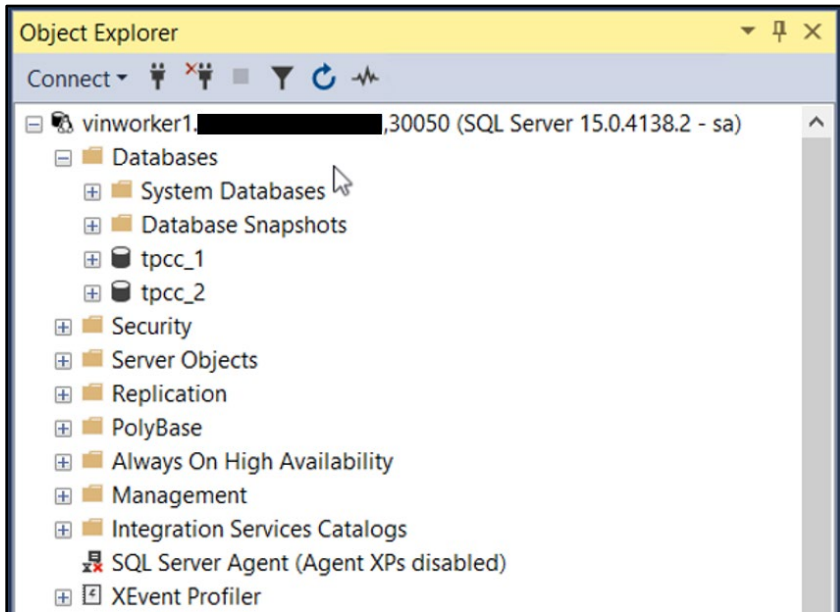 Object Explorer
Connect
vinworker1. ,30050 (SQL Server 15.0.4138.2 - sa)
Databases
System Databases
Database Snapshots
tpcc_1
tpcc_2
Security
Server Objects
Replication
PolyBase
Always On High Availability
Management
Integration Services Catalogs
SQL Server Agent (Agent XPs disabled)
XEvent Profiler